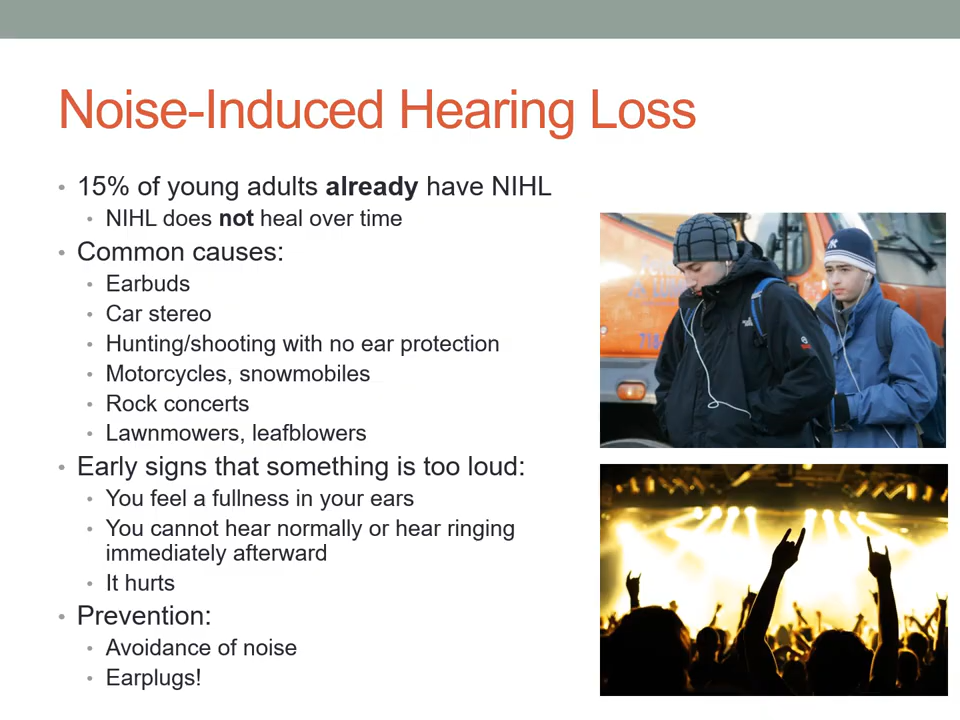 Noise-Induced Hearing Loss
• 15% of young adults already have NIHL
• NIHL does not heal over time
• Common causes:
• Earbuds
• Car stereo
• Hunting/shooting with no ear protection
• Motorcycles, snowmobiles
• Rock concerts
• Lawnmowers, leafblowers
• Early signs that something is too loud:
• You feel a fullness in your ears
• You cannot hear normally or hear ringing
immediately afterward
• It hurts
• Prevention:
• Avoidance of noise
• Earplugs!